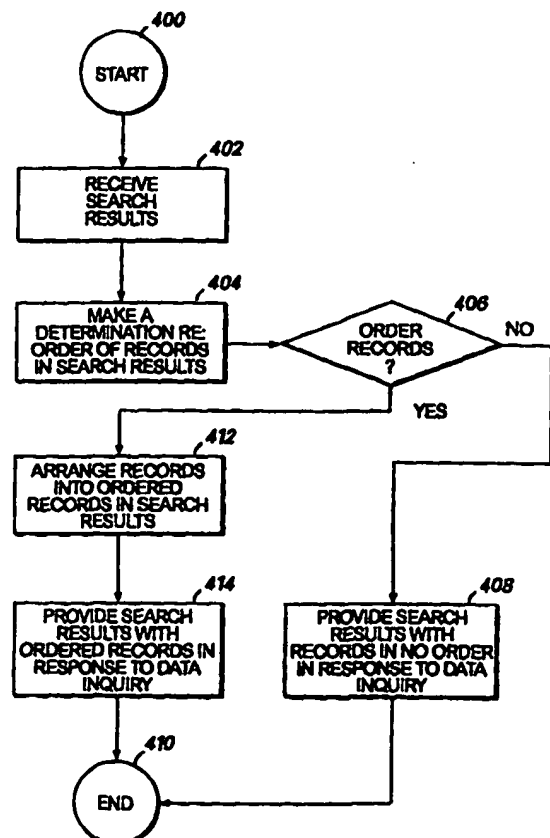 400
START
402
RECEIVE
SEARCH
RESULTS
404
MAKE A
DETERMINATION RE:
ORDER OF RECORDS
IN SEARCH RESULTS
406
ORDER
RECORDS
?
NO
YES
412
ARRANGE RECORDS
INTO ORDERED
RECORDS IN SEARCH
RESULTS
414
PROVIDE SEARCH
RESULTS WITH
ORDERED RECORDS IN
RESPONSE TO DATA
INQUIRY
408
PROVIDE SEARCH
RESULTS WITH
RECORDS IN NO ORDER
IN RESPONSE TO DATA
INQUIRY
410
END